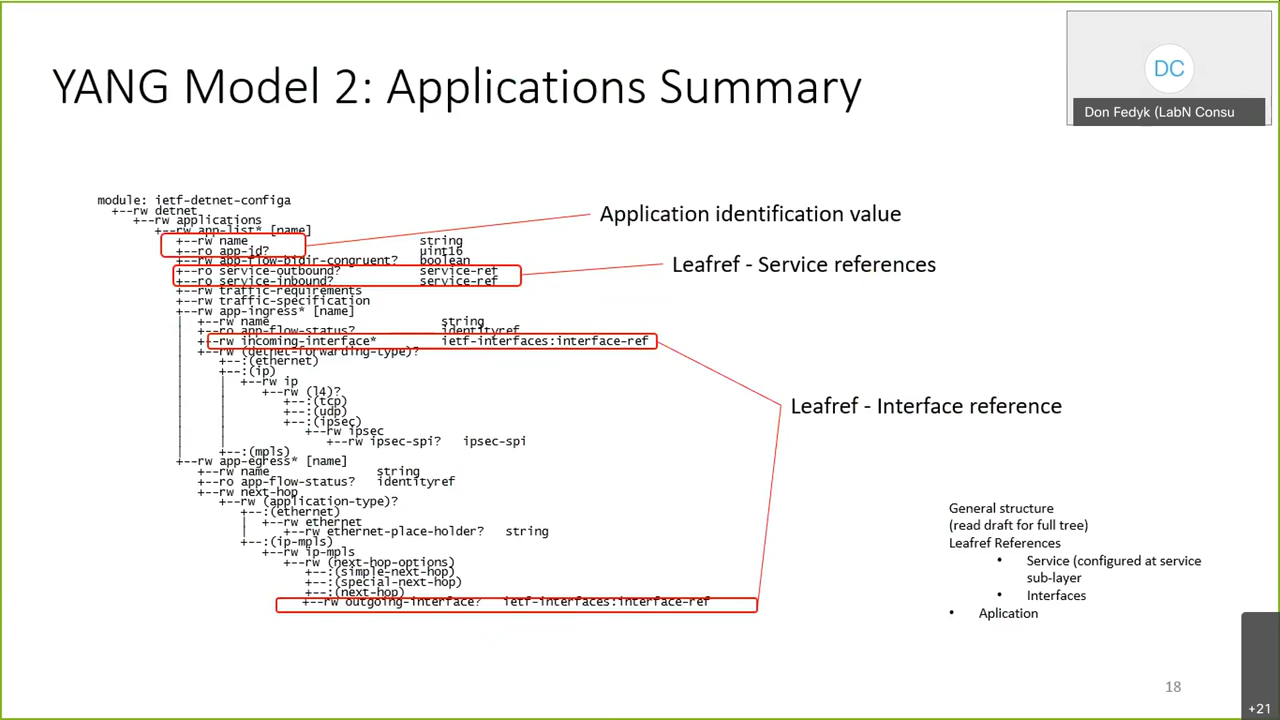 YANG Model 2: Applications Summary
DC
Don Fedyk (LabN Consu
module: ietf-detnet-configa
+--rw detnet
+--rw applications
+--rw app-list* [name]
+--rw name string
+--ro app-id? uint16
+--rw app-flow-bidir-congruent? boolean
+--ro service-outbound? service-ref
+--ro service-inbound? service-ref
+--rw traffic-requirements
+--rw traffic-specification
+--rw app-ingress* [name]
| +--rw name string
| +--ro app-flow-status? identityref
| +--rw incoming-interface* ietf-interfaces:interface-ref
| +--rw (detnet-forwarding-type)?
| +--:(ethernet)
| +--:(ip)
| | +--rw ip
| | +--rw (l4)?
| | +--:(tcp)
| | +--:(udp)
| | +--:(ipsec)
| | +--rw ipsec
| | +--rw ipsec-spi? ipsec-spi
| +--:(mpls)
+--rw app-egress* [name]
+--rw name string
+--ro app-flow-status? identityref
+--rw next-hop
+--rw (application-type)?
+--:(ethernet)
| +--rw ethernet
| +--rw ethernet-place-holder? string
+--:(ip-mpls)
+--rw ip-mpls
+--rw (next-hop-options)
+--:(simple-next-hop)
+--:(special-next-hop)
+--:(next-hop)
+--rw outgoing-interface? ietf-interfaces:interface-ref
Application identification value
Leafref - Service references
Leafref - Interface reference
General structure
(read draft for full tree)
Leafref References
• Service (configured at service
sub-layer
• Interfaces
• Aplication
18
+21